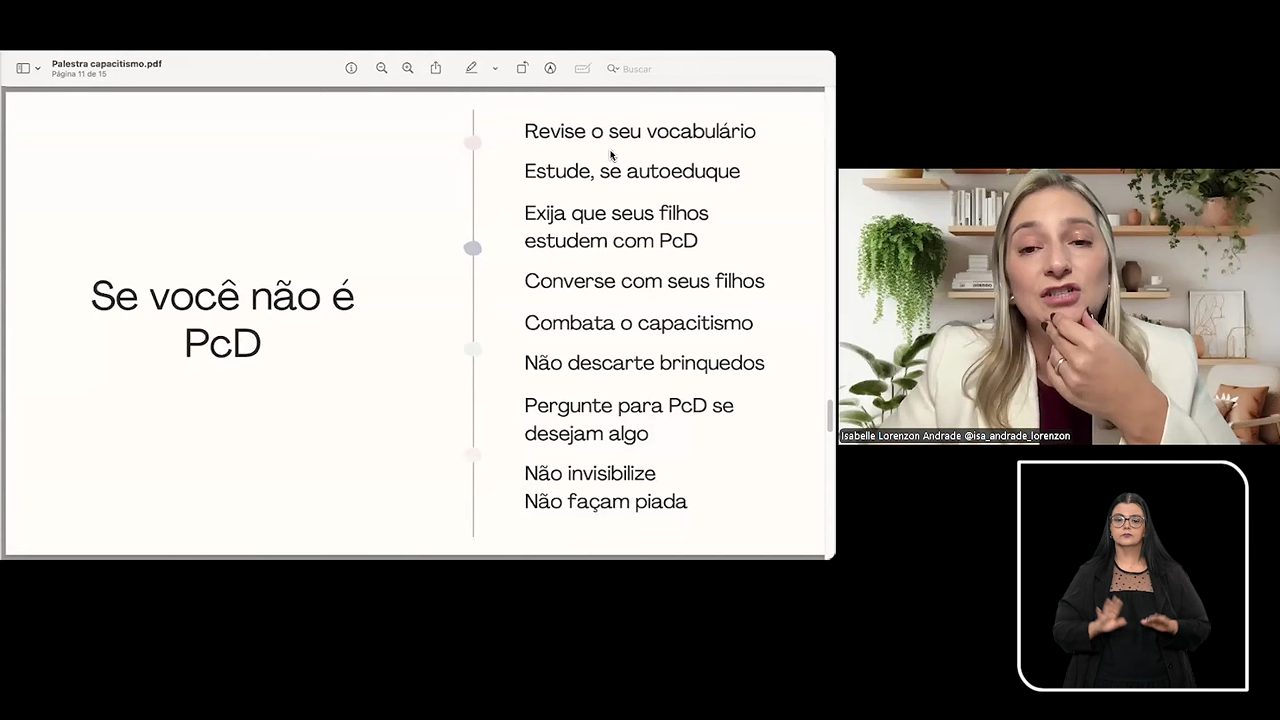 Palestra capacitismo.pdf
Página 11 de 15
Buscar
Se você não é
PcD
Revise o seu vocabulário
Estude, se autoeduque
Exija que seus filhos
estudem com PcD
Converse com seus filhos
Combata o capacitismo
Não descarte brinquedos
Pergunte para PcD se
desejam algo
Não invisibilize
Não façam piada
Isabelle Lorenzon Andrade @isa_andrade_lorenzon